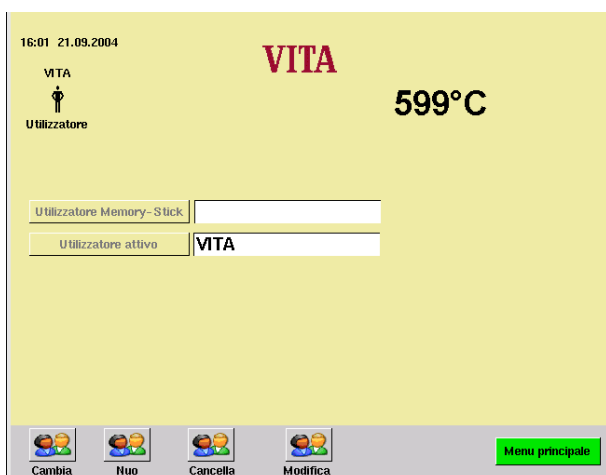 16:01 21.09.2004
VITA
VITA
599°C
Utilizzatore
Utilizzatore Memory-Stick
Utilizzatore attivo VITA
Cambia Nuo Cancella Modifica
Menu principale